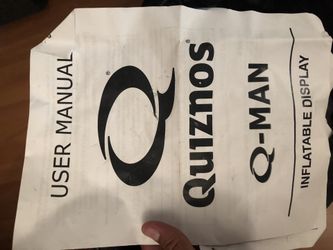 USER MANUAL
Q®
Quiznos®
Q-MAN
INFLATABLE DISPLAY